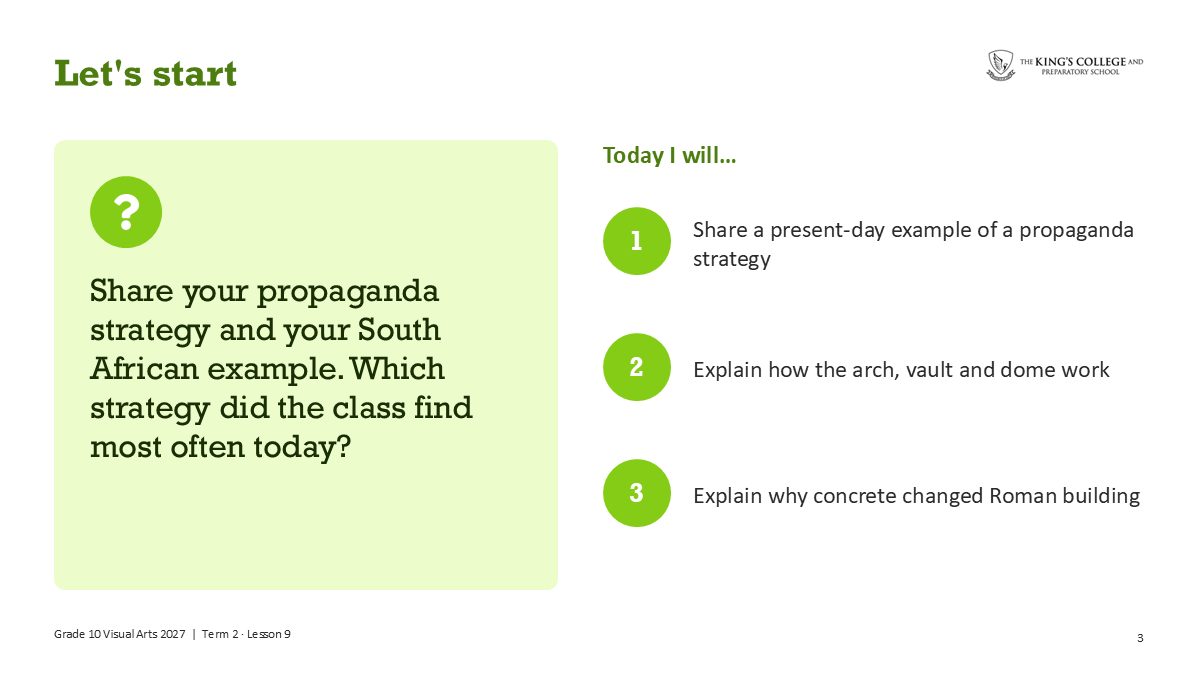 Let's start
THE KING'S COLLEGE AND
PREPARATORY SCHOOL
?
Share your propaganda
strategy and your South
African example. Which
strategy did the class find
most often today?
Today I will…
1
Share a present-day example of a propaganda
strategy
2
Explain how the arch, vault and dome work
3
Explain why concrete changed Roman building
Grade 10 Visual Arts 2027 | Term 2 · Lesson 9
3